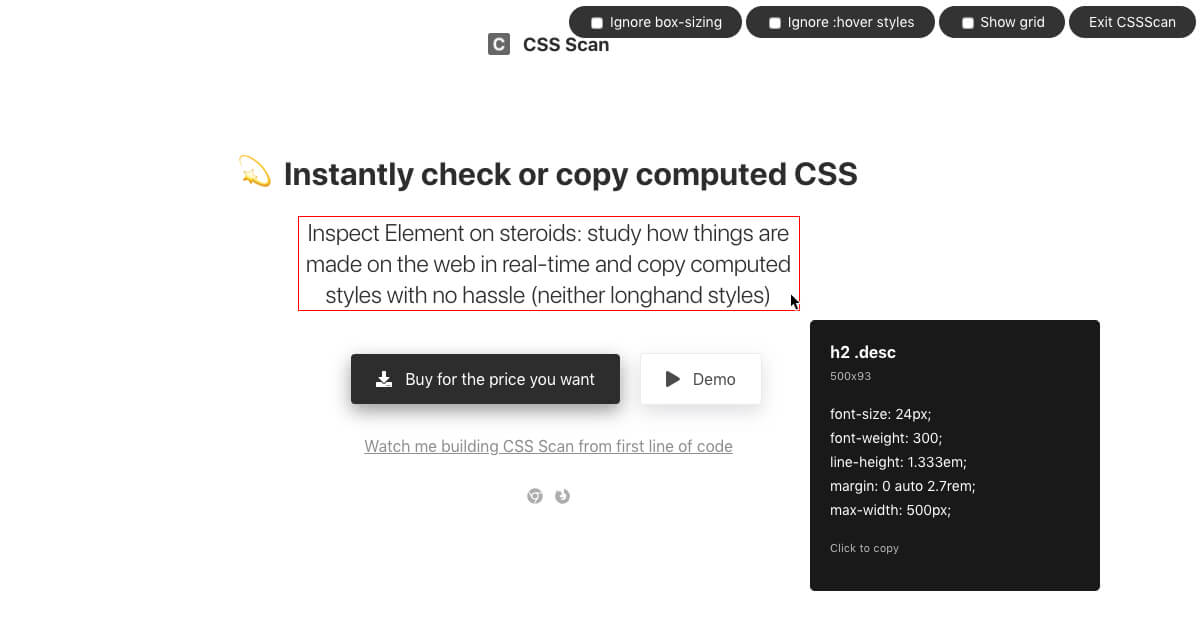 Ignore box-sizing
Ignore :hover styles
Show grid
Exit CSSScan
C CSS Scan
Instantly check or copy computed CSS
Inspect Element on steroids: study how things are
made on the web in real-time and copy computed
styles with no hassle (neither longhand styles)
Buy for the price you want
Demo
Watch me building CSS Scan from first line of code
h2 .desc
500x93
font-size: 24px;
font-weight: 300;
line-height: 1.333em;
margin: 0 auto 2.7rem;
max-width: 500px;
Click to copy